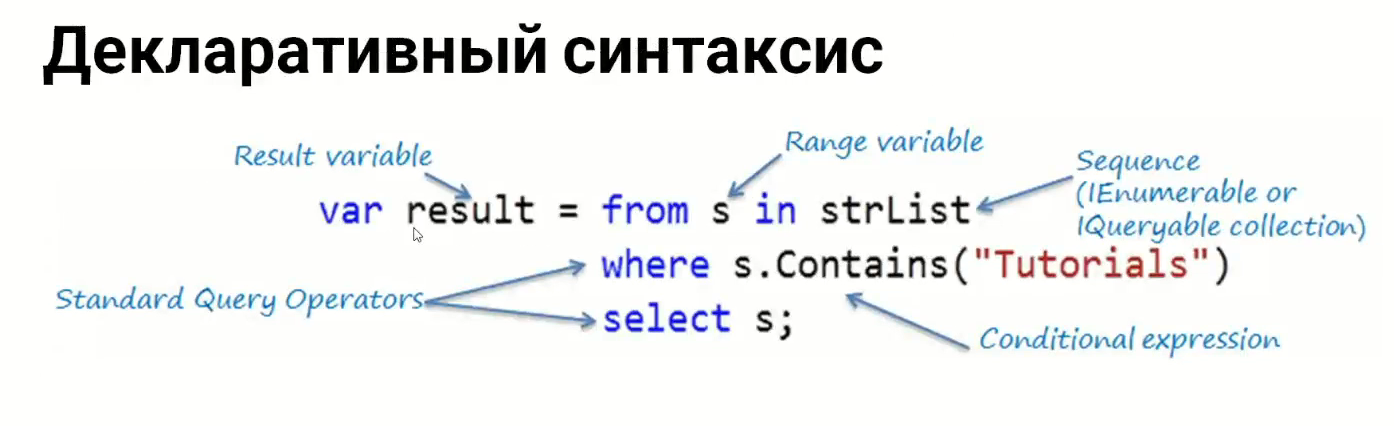 Декларативный синтаксис
Result variable
Range variable
Sequence
(IEnumerable or
IQueryable collection)
var result = from s in strList
where s.Contains("Tutorials")
select s;
Standard Query Operators
Conditional expression